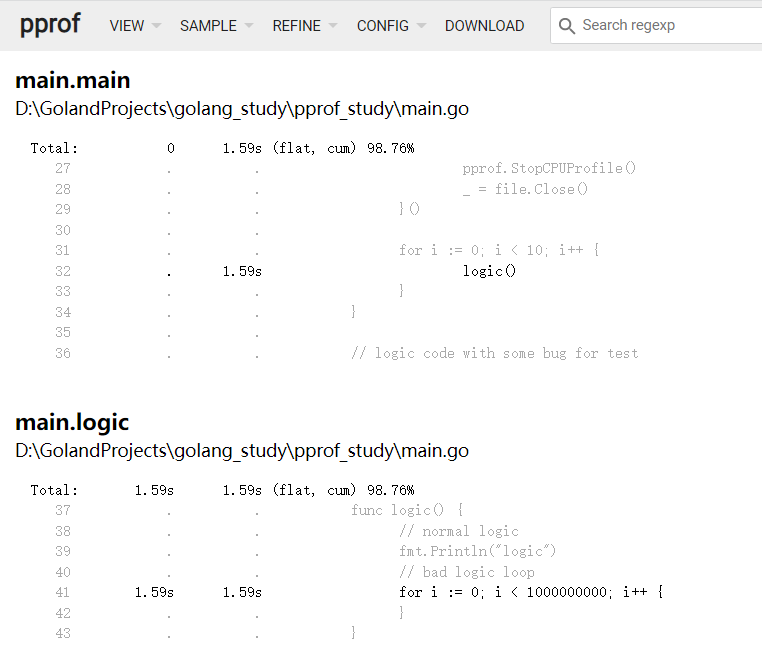 pprof VIEW SAMPLE REFINE CONFIG DOWNLOAD Search regexp
main.main
D:\GolandProjects\golang_study\pprof_study\main.go
Total: 0 1.59s (flat, cum) 98.76%
27 . . pprof.StopCPUProfile()
28 . . _ = file.Close()
29 . . }()
30 . .
31 . . for i := 0; i < 10; i++ {
32 . 1.59s logic()
33 . . }
34 . . }
35 . .
36 . . // logic code with some bug for test
main.logic
D:\GolandProjects\golang_study\pprof_study\main.go
Total: 1.59s 1.59s (flat, cum) 98.76%
37 . . func logic() {
38 . . // normal logic
39 . . fmt.Println("logic")
40 . . // bad logic loop
41 1.59s 1.59s for i := 0; i < 1000000000; i++ {
42 . . }
43 . . }